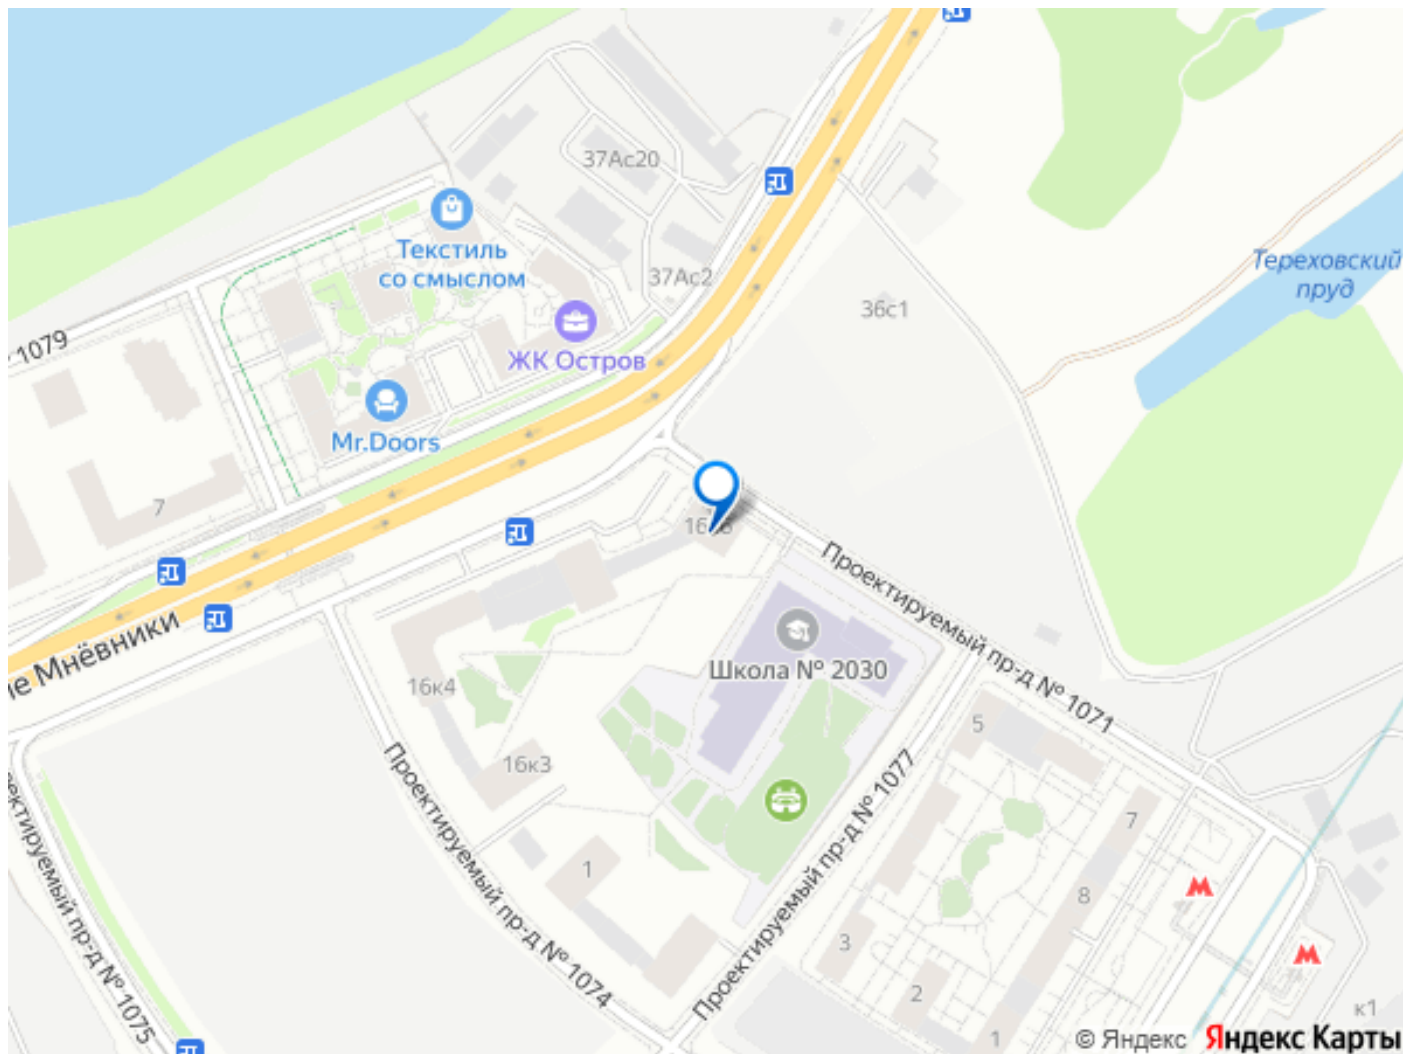 37Ас20
Текстиль
со смыслом
37Ас2
Тереховский
пруд
36с1
1079
ЖК Остров
Mr.Doors
7
Проектируемый пр-д № 1071
Мнёвники
Школа № 2030
16к4
5
16к3
Проектируемый пр-д № 1077
7
Проектируемый пр-д № 1074
1
8
3
пр-д № 1075
2
к1
1
© Яндекс Яндекс Карты